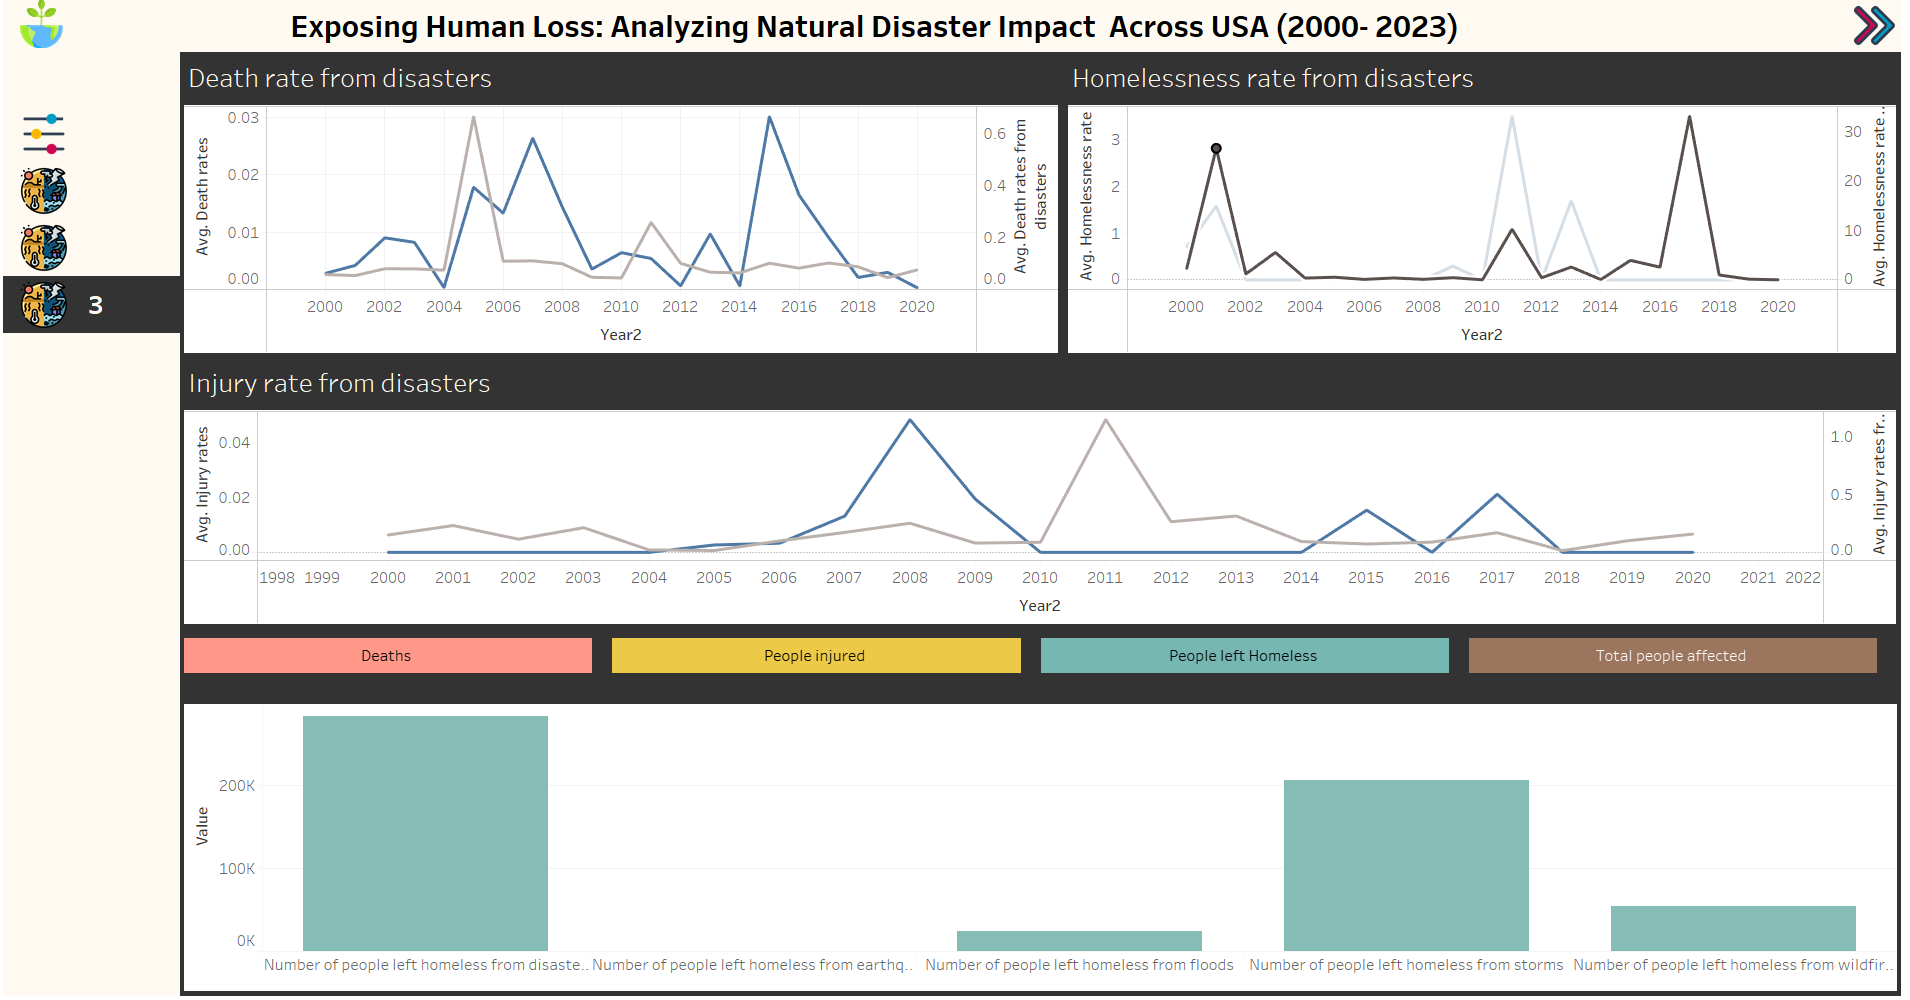 Exposing Human Loss: Analyzing Natural Disaster Impact  Across USA (2000- 2023)
3
Death rate from disasters
0.03
0.02
0.01
0.00
Avg. Death rates
0.6
0.4
0.2
0.0
Avg. Death rates from
disasters
2000 2002 2004 2006 2008 2010 2012 2014 2016 2018 2020
Year2
Homelessness rate from disasters
3
2
1
0
Avg. Homelessness rate
30
20
10
0
Avg. Homelessness rate ..
2000 2002 2004 2006 2008 2010 2012 2014 2016 2018 2020
Year2
Injury rate from disasters
0.04
0.02
0.00
Avg. Injury rates
1.0
0.5
0.0
Avg. Injury rates fr..
1998 1999 2000 2001 2002 2003 2004 2005 2006 2007 2008 2009 2010 2011 2012 2013 2014 2015 2016 2017 2018 2019 2020 2021 2022
Year2
Deaths
People injured
People left Homeless
Total people affected
200K
100K
0K
Value
Number of people left homeless from disaste..
Number of people left homeless from earthq..
Number of people left homeless from floods
Number of people left homeless from storms
Number of people left homeless from wildfir..